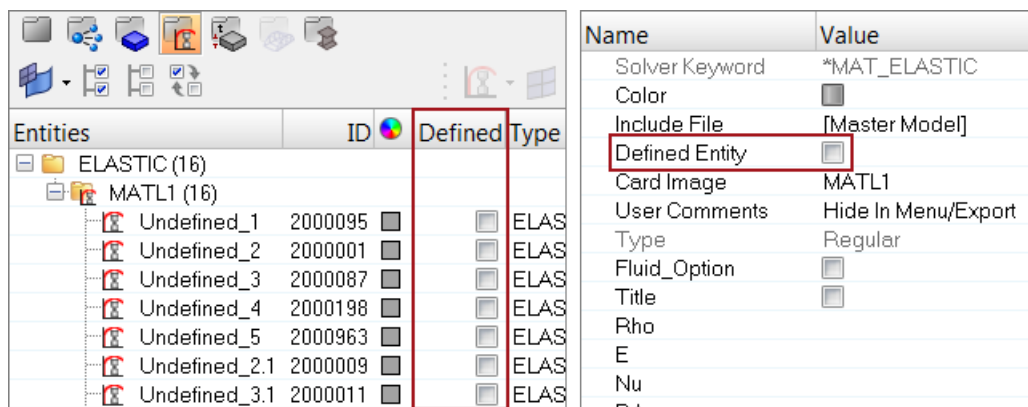 Entities ID Defined Type
ELASTIC (16)
MATL1 (16)
Undefined_1 2000095 ELAS
Undefined_2 2000001 ELAS
Undefined_3 2000087 ELAS
Undefined_4 2000198 ELAS
Undefined_5 2000963 ELAS
Undefined_2.1 2000009 ELAS
Undefined_3.1 2000011 ELAS
Name Value
Solver Keyword *MAT_ELASTIC
Color
Include File [Master Model]
Defined Entity
Card Image MATL1
User Comments Hide In Menu/Export
Type Regular
Fluid_Option
Title
Rho
E
Nu